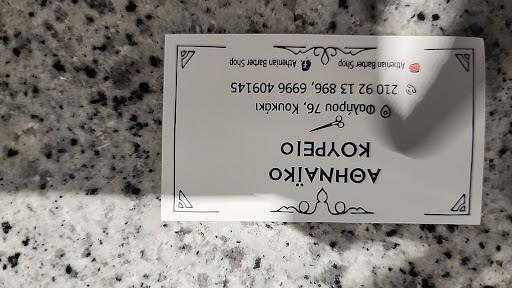 ΑΘΗΝΑΪΚΟ
ΚΟΥΡΕΙΟ
Φαλήρου 76, Κουκάκι
210 92 13 896, 6996 409145
Athenian Barber Shop Athenian Barber Shop